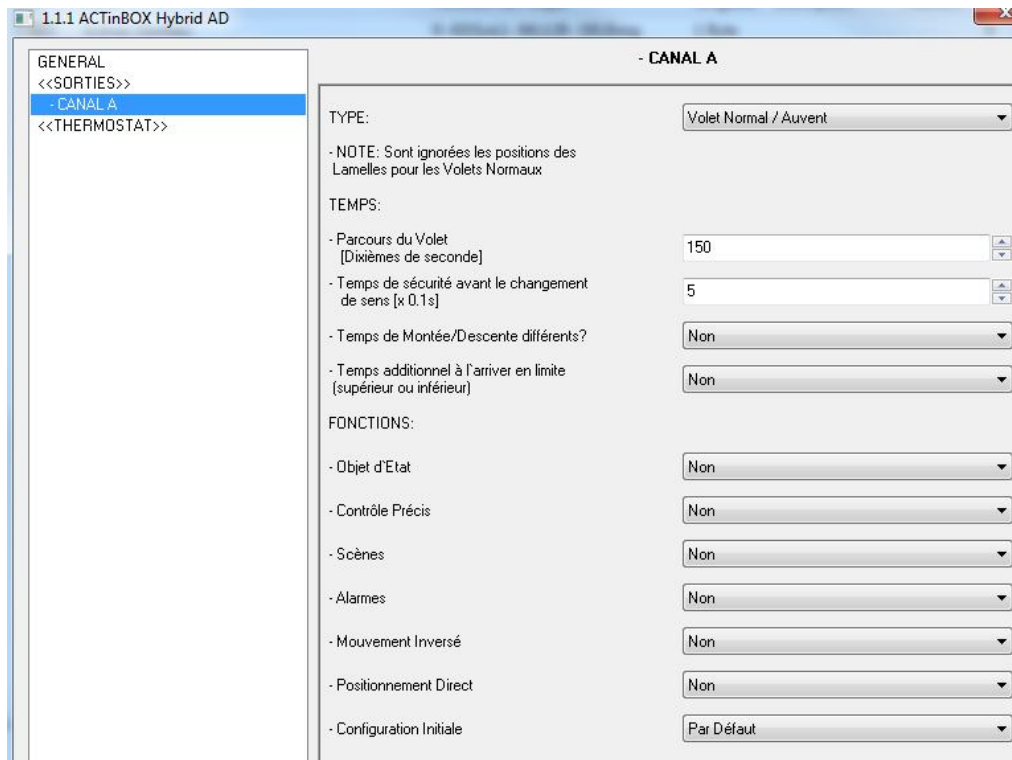 1.1.1 ACTinBOX Hybrid AD
GENERAL
<<SORTIES>>
- CANAL A
<<THERMOSTAT>>
- CANAL A
TYPE:
Volet Normal / Auvent
- NOTE: Sont ignorées les positions des
Lamelles pour les Volets Normaux
TEMPS:
- Parcours du Volet
[Dixièmes de seconde]
150
- Temps de sécurité avant le changement
de sens [x 0.1s]
5
- Temps de Montée/Descente différents?
Non
- Temps additionnel à l`arriver en limite
(supérieur ou inférieur)
Non
FONCTIONS:
- Objet d`Etat
Non
- Contrôle Précis
Non
- Scènes
Non
- Alarmes
Non
- Mouvement Inversé
Non
- Positionnement Direct
Non
- Configuration Initiale
Par Défaut